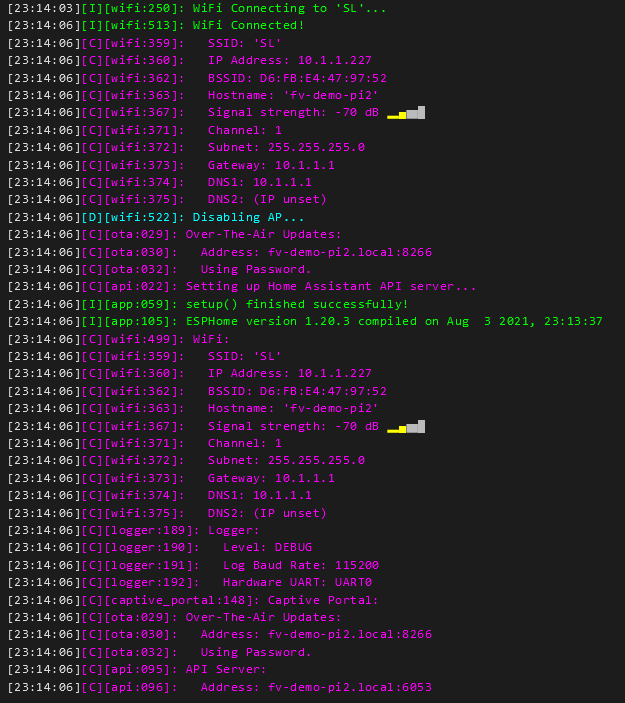 [23:14:03][I][wifi:250]: WiFi Connecting to 'SL'...
[23:14:06][I][wifi:513]: WiFi Connected!
[23:14:06][C][wifi:359]:   SSID: 'SL'
[23:14:06][C][wifi:360]:   IP Address: 10.1.1.227
[23:14:06][C][wifi:362]:   BSSID: D6:FB:E4:47:97:52
[23:14:06][C][wifi:363]:   Hostname: 'fv-demo-pi2'
[23:14:06][C][wifi:367]:   Signal strength: -70 dB ▂▄▆█
[23:14:06][C][wifi:371]:   Channel: 1
[23:14:06][C][wifi:372]:   Subnet: 255.255.255.0
[23:14:06][C][wifi:373]:   Gateway: 10.1.1.1
[23:14:06][C][wifi:374]:   DNS1: 10.1.1.1
[23:14:06][C][wifi:375]:   DNS2: (IP unset)
[23:14:06][D][wifi:522]: Disabling AP...
[23:14:06][C][ota:029]: Over-The-Air Updates:
[23:14:06][C][ota:030]:   Address: fv-demo-pi2.local:8266
[23:14:06][C][ota:032]:   Using Password.
[23:14:06][C][api:022]: Setting up Home Assistant API server...
[23:14:06][I][app:059]: setup() finished successfully!
[23:14:06][I][app:105]: ESPHome version 1.20.3 compiled on Aug  3 2021, 23:13:37
[23:14:06][C][wifi:499]: WiFi:
[23:14:06][C][wifi:359]:   SSID: 'SL'
[23:14:06][C][wifi:360]:   IP Address: 10.1.1.227
[23:14:06][C][wifi:362]:   BSSID: D6:FB:E4:47:97:52
[23:14:06][C][wifi:363]:   Hostname: 'fv-demo-pi2'
[23:14:06][C][wifi:367]:   Signal strength: -70 dB ▂▄▆█
[23:14:06][C][wifi:371]:   Channel: 1
[23:14:06][C][wifi:372]:   Subnet: 255.255.255.0
[23:14:06][C][wifi:373]:   Gateway: 10.1.1.1
[23:14:06][C][wifi:374]:   DNS1: 10.1.1.1
[23:14:06][C][wifi:375]:   DNS2: (IP unset)
[23:14:06][C][logger:189]: Logger:
[23:14:06][C][logger:190]:   Level: DEBUG
[23:14:06][C][logger:191]:   Log Baud Rate: 115200
[23:14:06][C][logger:192]:   Hardware UART: UART0
[23:14:06][C][captive_portal:148]: Captive Portal:
[23:14:06][C][ota:029]: Over-The-Air Updates:
[23:14:06][C][ota:030]:   Address: fv-demo-pi2.local:8266
[23:14:06][C][ota:032]:   Using Password.
[23:14:06][C][api:095]: API Server:
[23:14:06][C][api:096]:   Address: fv-demo-pi2.local:6053